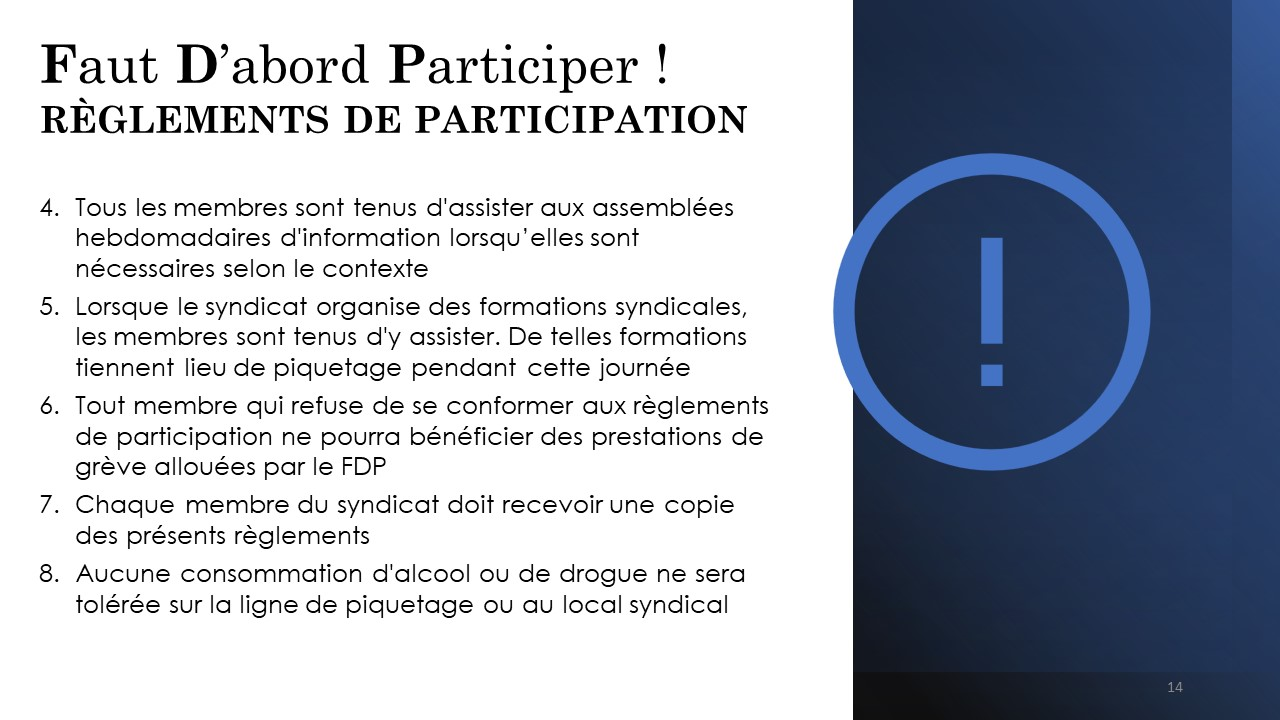 Faut D’abord Participer !
RÈGLEMENTS DE PARTICIPATION
4. Tous les membres sont tenus d'assister aux assemblées
hebdomadaires d'information lorsqu’elles sont
nécessaires selon le contexte
5. Lorsque le syndicat organise des formations syndicales,
les membres sont tenus d'y assister. De telles formations
tiennent lieu de piquetage pendant cette journée
6. Tout membre qui refuse de se conformer aux règlements
de participation ne pourra bénéficier des prestations de
grève allouées par le FDP
7. Chaque membre du syndicat doit recevoir une copie
des présents règlements
8. Aucune consommation d'alcool ou de drogue ne sera
tolérée sur la ligne de piquetage ou au local syndical
!
14